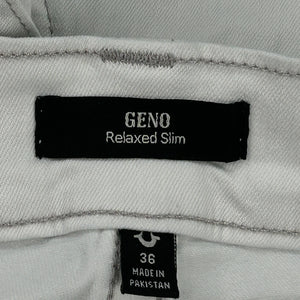 GENO
Relaxed Slim
36
MADE IN
PAKISTAN